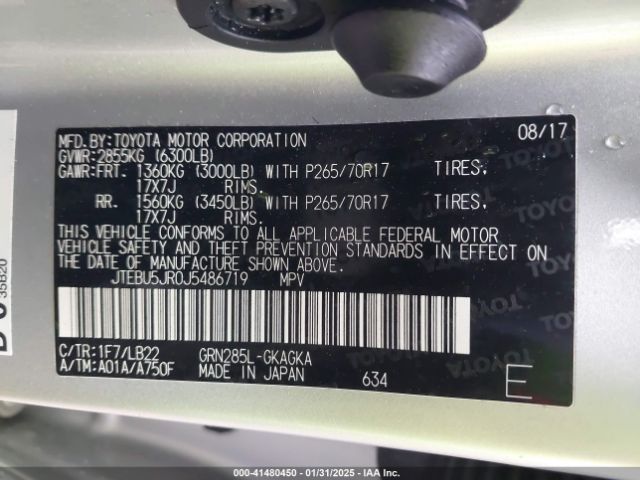 MFD.BY:TOYOTA MOTOR CORPORATION 08/17
GVWR:2855KG (6300LB)
GAWR:FRT. 1360KG (3000LB) WITH P265/70R17 TIRES,
17X7J RIMS.
RR. 1560KG (3450LB) WITH P265/70R17 TIRES,
17X7J RIMS.
THIS VEHICLE CONFORMS TO ALL APPLICABLE FEDERAL MOTOR
VEHICLE SAFETY AND THEFT PREVENTION STANDARDS IN EFFECT ON
THE DATE OF MANUFACTURE SHOWN ABOVE.
JTEBU5JR0J5486719 MPV
C/TR:1F7/LB22 GRN285L-GKAGKA
A/TM:A01A/A750F MADE IN JAPAN 634 E
35B20
000-41480450 - 01/31/2025 - IAA Inc.